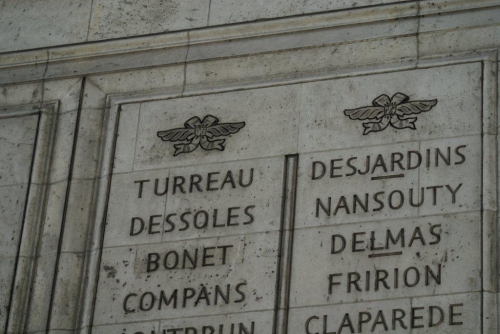 TURREAU
DESSOLES
BONET
COMPANS
DESJARDINS
NANSOUTY
DELMAS
FRIRION
CLAPAREDE